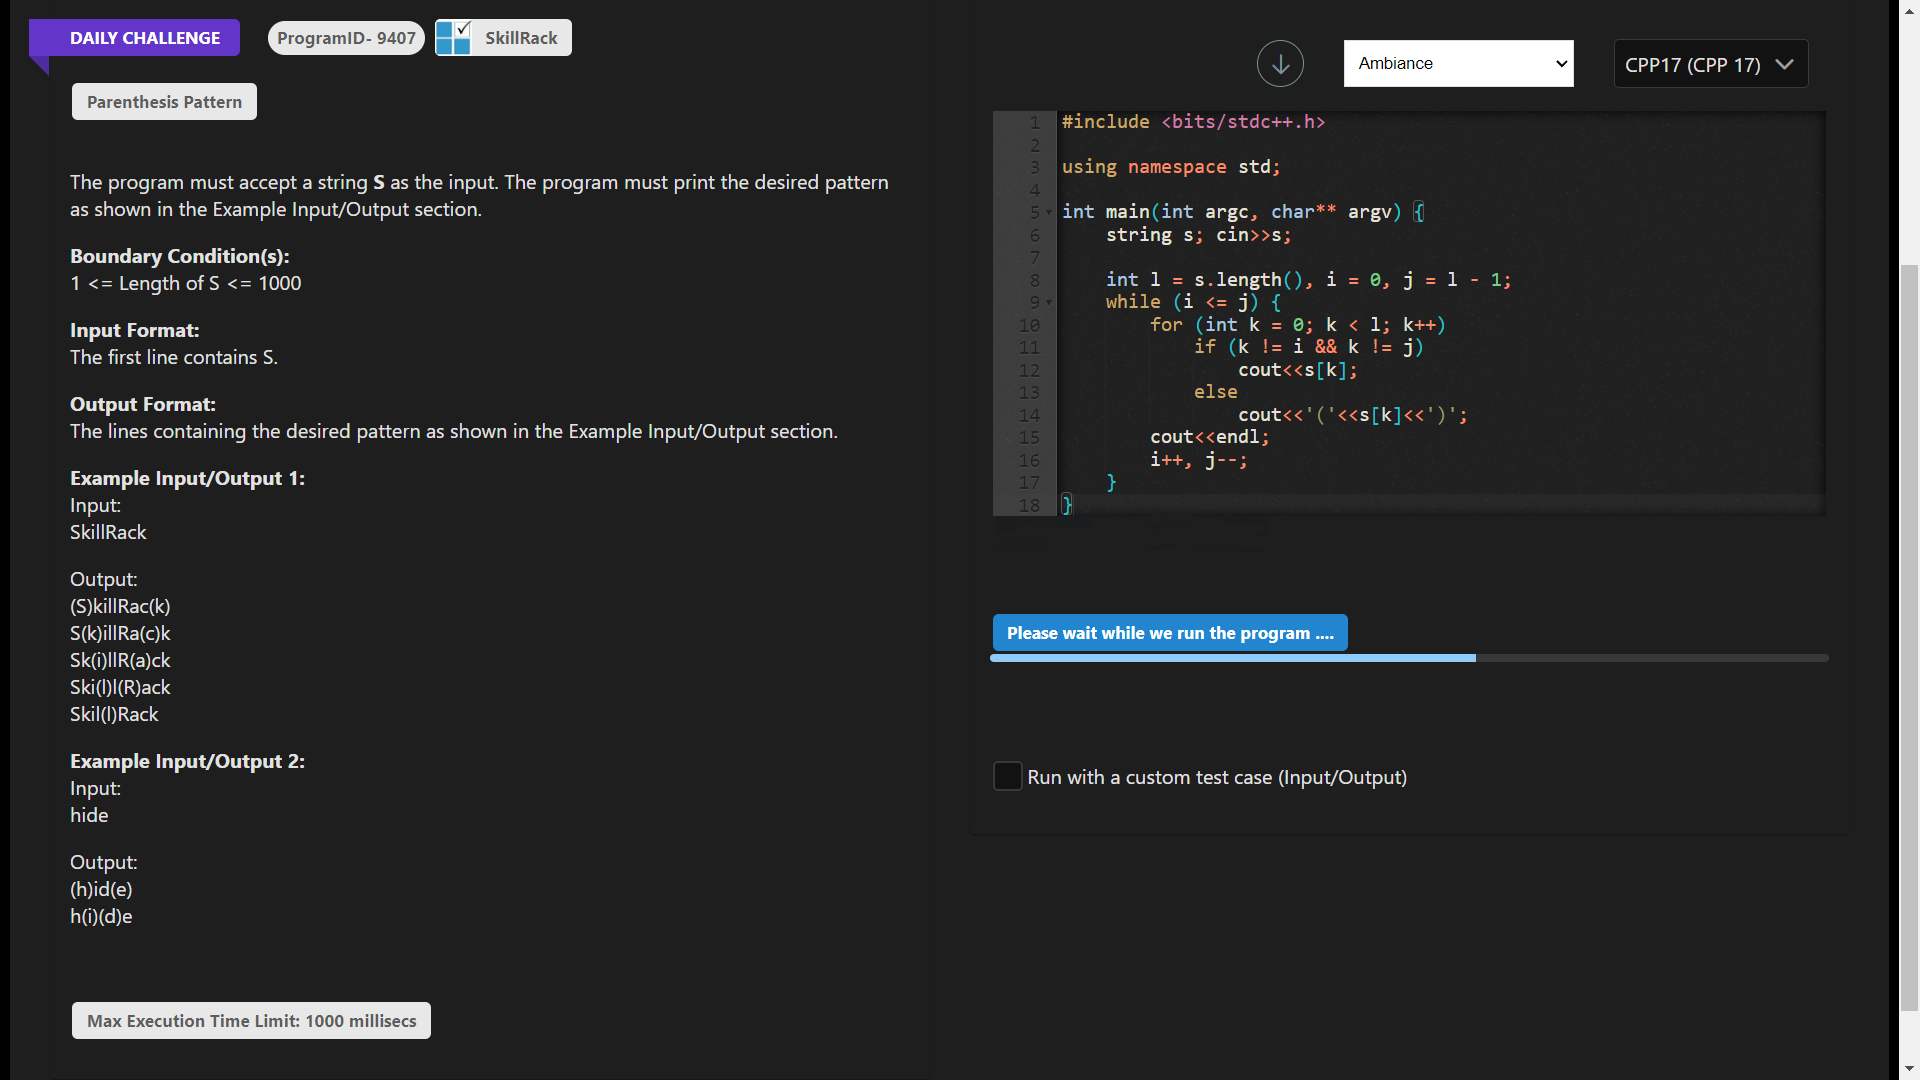 DAILY CHALLENGE
ProgramID- 9407
SkillRack
Parenthesis Pattern
The program must accept a string S as the input. The program must print the desired pattern
as shown in the Example Input/Output section.
Boundary Condition(s):
1 <= Length of S <= 1000
Input Format:
The first line contains S.
Output Format:
The lines containing the desired pattern as shown in the Example Input/Output section.
Example Input/Output 1:
Input:
SkillRack
Output:
(S)killRac(k)
S(k)illRa(c)k
Sk(i)llR(a)ck
Ski(l)l(R)ack
Skil(l)Rack
Example Input/Output 2:
Input:
hide
Output:
(h)id(e)
h(i)(d)e
Max Execution Time Limit: 1000 millisecs
Ambiance
CPP17 (CPP 17)
1 #include <bits/stdc++.h>
2
3 using namespace std;
4
5 int main(int argc, char** argv) {
6     string s; cin>>s;
7
8     int l = s.length(), i = 0, j = l - 1;
9     while (i <= j) {
10         for (int k = 0; k < l; k++)
11             if (k != i && k != j)
12                 cout<<s[k];
13             else
14                 cout<<'('<<s[k]<<')';
15         cout<<endl;
16         i++, j--;
17     }
18 }
Please wait while we run the program ....
Run with a custom test case (Input/Output)